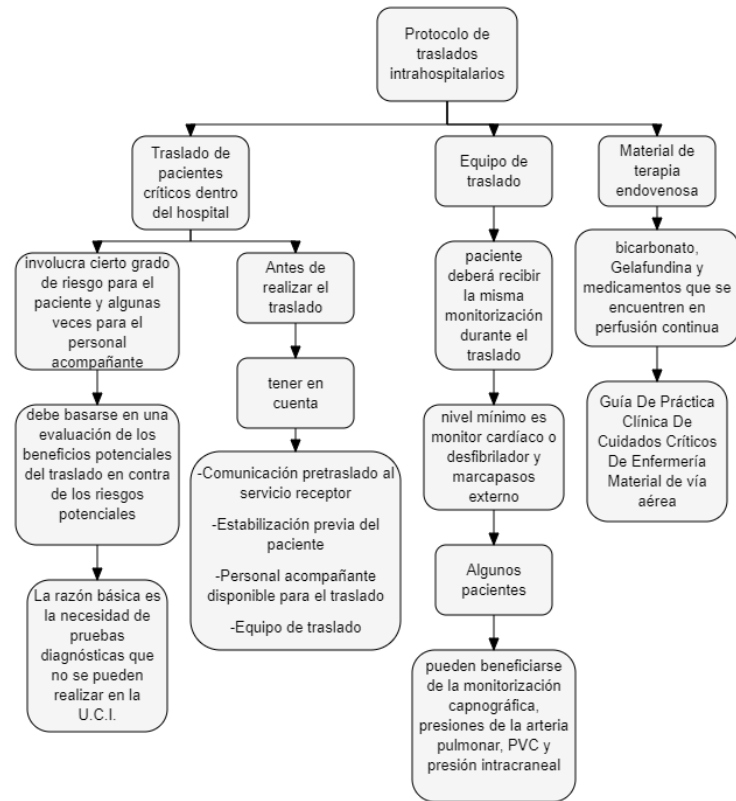 Protocolo de
traslados
intrahospitalarios
Traslado de
pacientes
críticos dentro
del hospital
Equipo de
traslado
Material de
terapia
endovenosa
involucra cierto grado
de riesgo para el
paciente y algunas
veces para el
personal
acompañante
Antes de
realizar el
traslado
paciente
deberá recibir
la misma
monitorización
durante el
traslado
bicarbonato,
Gelafundina y
medicamentos que se
encuentren en
perfusión continua
debe basarse en una
evaluación de los
beneficios potenciales
del traslado en contra
de los riesgos
potenciales
tener en
cuenta
nivel mínimo es
monitor cardíaco o
desfibrilador y
marcapasos
externo
Guía De Práctica
Clínica De
Cuidados Críticos
De Enfermería
Material de vía
aérea
-Comunicación pretraslado al
servicio receptor
-Estabilización previa del
paciente
-Personal acompañante
disponible para el traslado
-Equipo de traslado
La razón básica es
la necesidad de
pruebas
diagnósticas que
no se pueden
realizar en la
U.C.I.
Algunos
pacientes
pueden beneficiarse
de la monitorización
capnográfica,
presiones de la arteria
pulmonar, PVC y
presión intracraneal